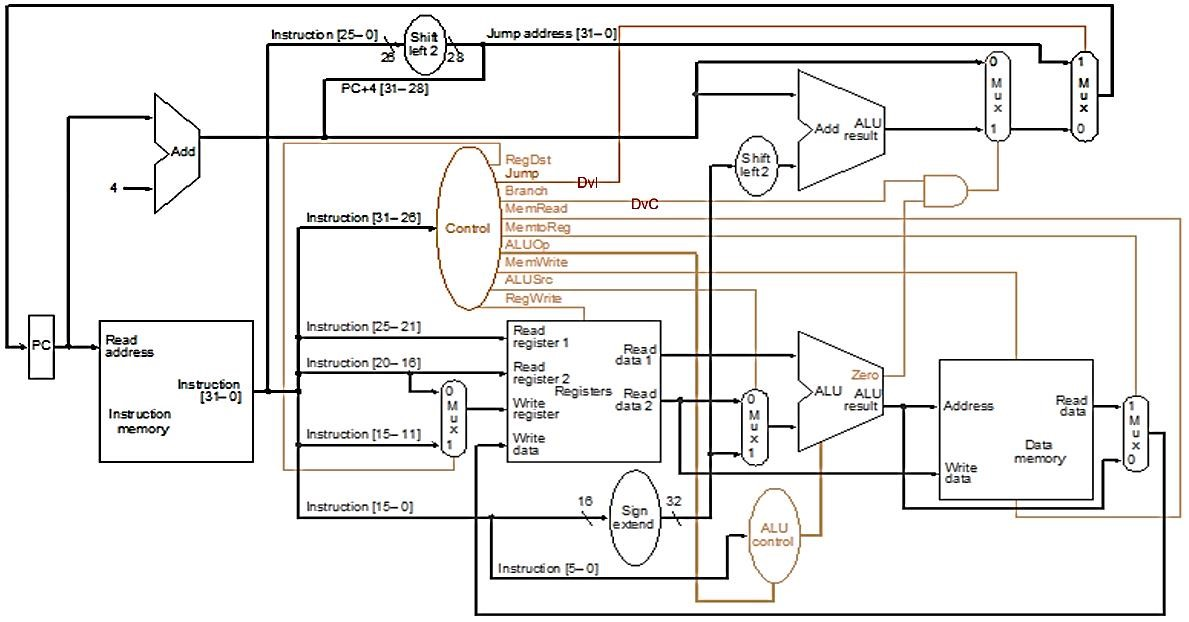 Instruction [25–0]
26
Shift
left 2
28
Jump address [31–0]
PC+4 [31–28]
0
M
u
x
1
1
M
u
x
0
Add
4
Add
ALU
result
Shift
left 2
RegDst
Jump
Branch
MemRead
MemtoReg
ALUOp
MemWrite
ALUSrc
RegWrite
DvI
DvC
Control
Instruction [31–26]
PC
Read
address
Instruction
[31–0]
Instruction
memory
Instruction [25–21]
Instruction [20–16]
Instruction [15–11]
Instruction [15–0]
0
M
u
x
1
Read
register 1
Read
register 2
Write
register
Write
data
Registers
Read
data 1
Read
data 2
0
M
u
x
1
Zero
ALU
ALU
result
Address
Write
data
Read
data
Data
memory
1
M
u
x
0
16
Sign
extend
32
ALU
control
Instruction [5–0]